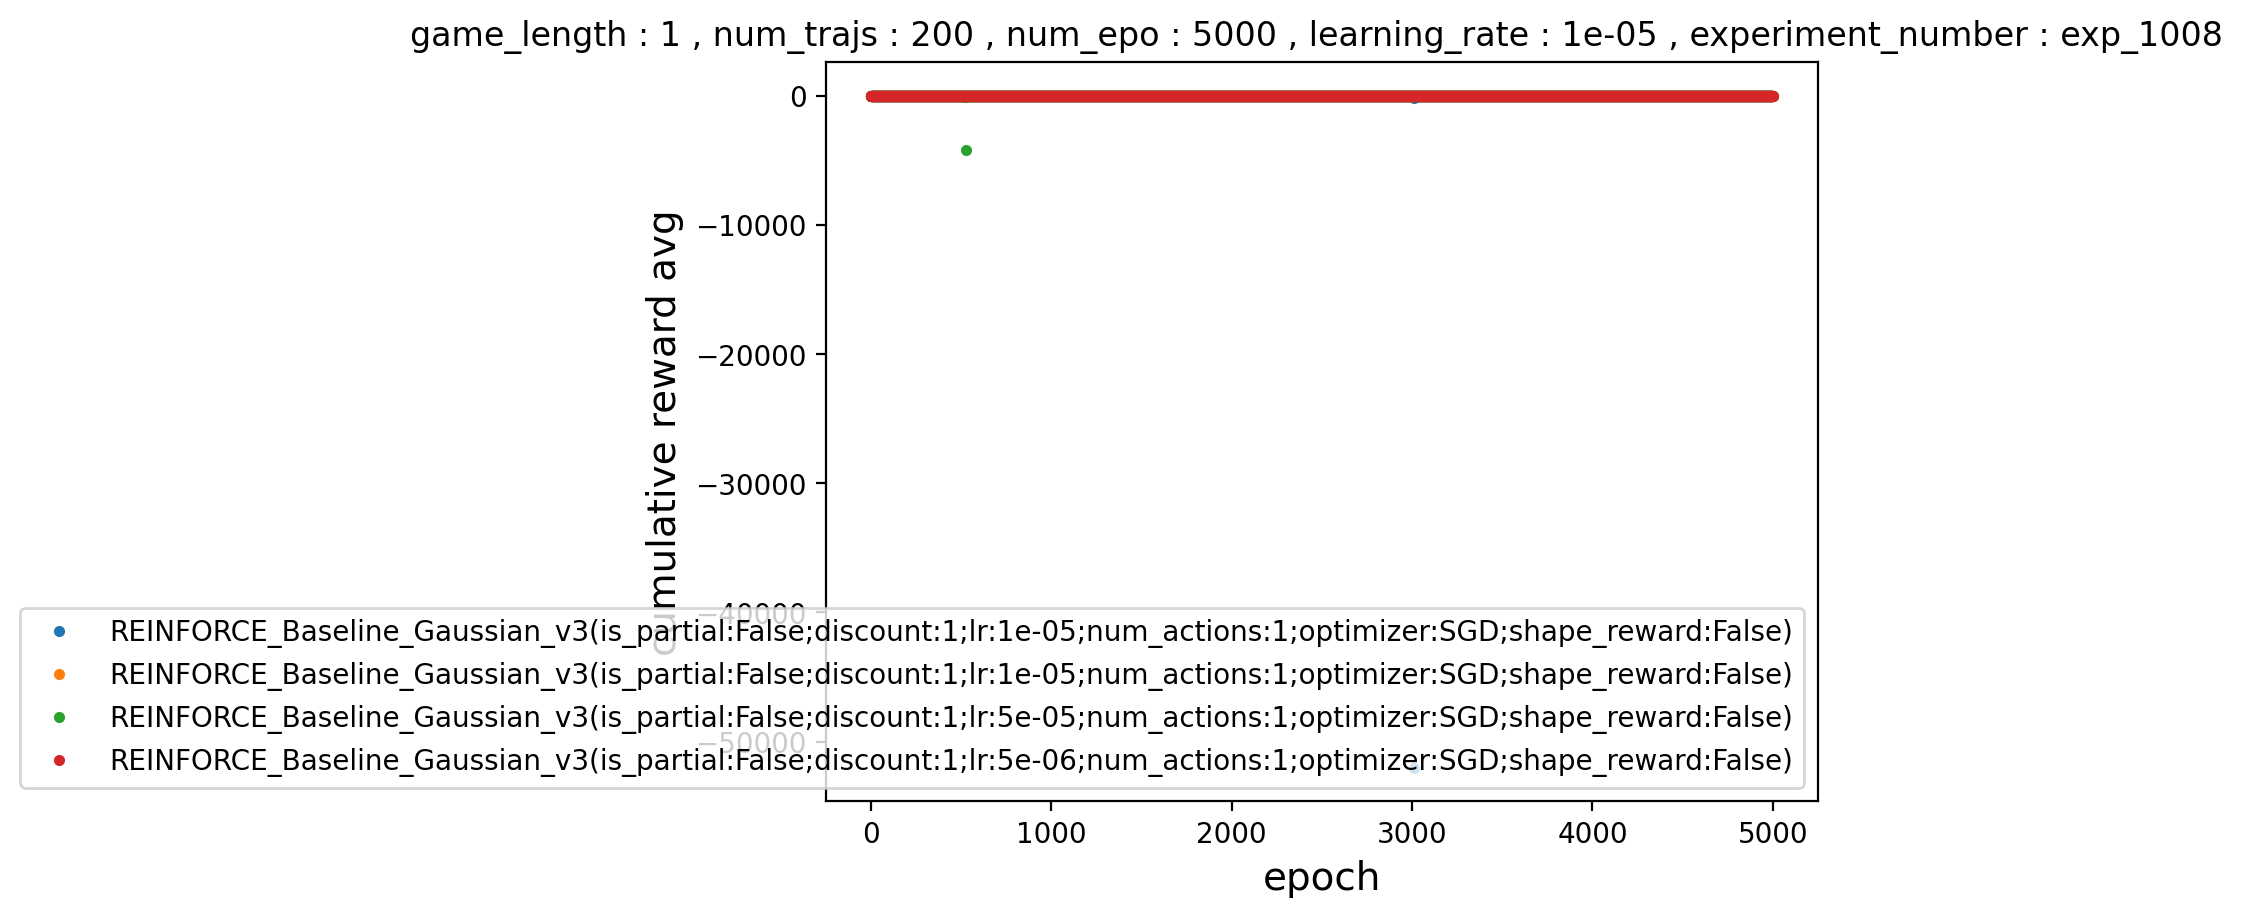 game_length : 1 , num_trajs : 200 , num_epo : 5000 , learning_rate : 1e-05 , experiment_number : exp_1008
cumulative reward avg
0
−10000
−20000
−30000
−40000
−50000
REINFORCE_Baseline_Gaussian_v3(is_partial:False;discount:1;lr:1e-05;num_actions:1;optimizer:SGD;shape_reward:False)
REINFORCE_Baseline_Gaussian_v3(is_partial:False;discount:1;lr:1e-05;num_actions:1;optimizer:SGD;shape_reward:False)
REINFORCE_Baseline_Gaussian_v3(is_partial:False;discount:1;lr:5e-05;num_actions:1;optimizer:SGD;shape_reward:False)
REINFORCE_Baseline_Gaussian_v3(is_partial:False;discount:1;lr:5e-06;num_actions:1;optimizer:SGD;shape_reward:False)
0 1000 2000 3000 4000 5000
epoch